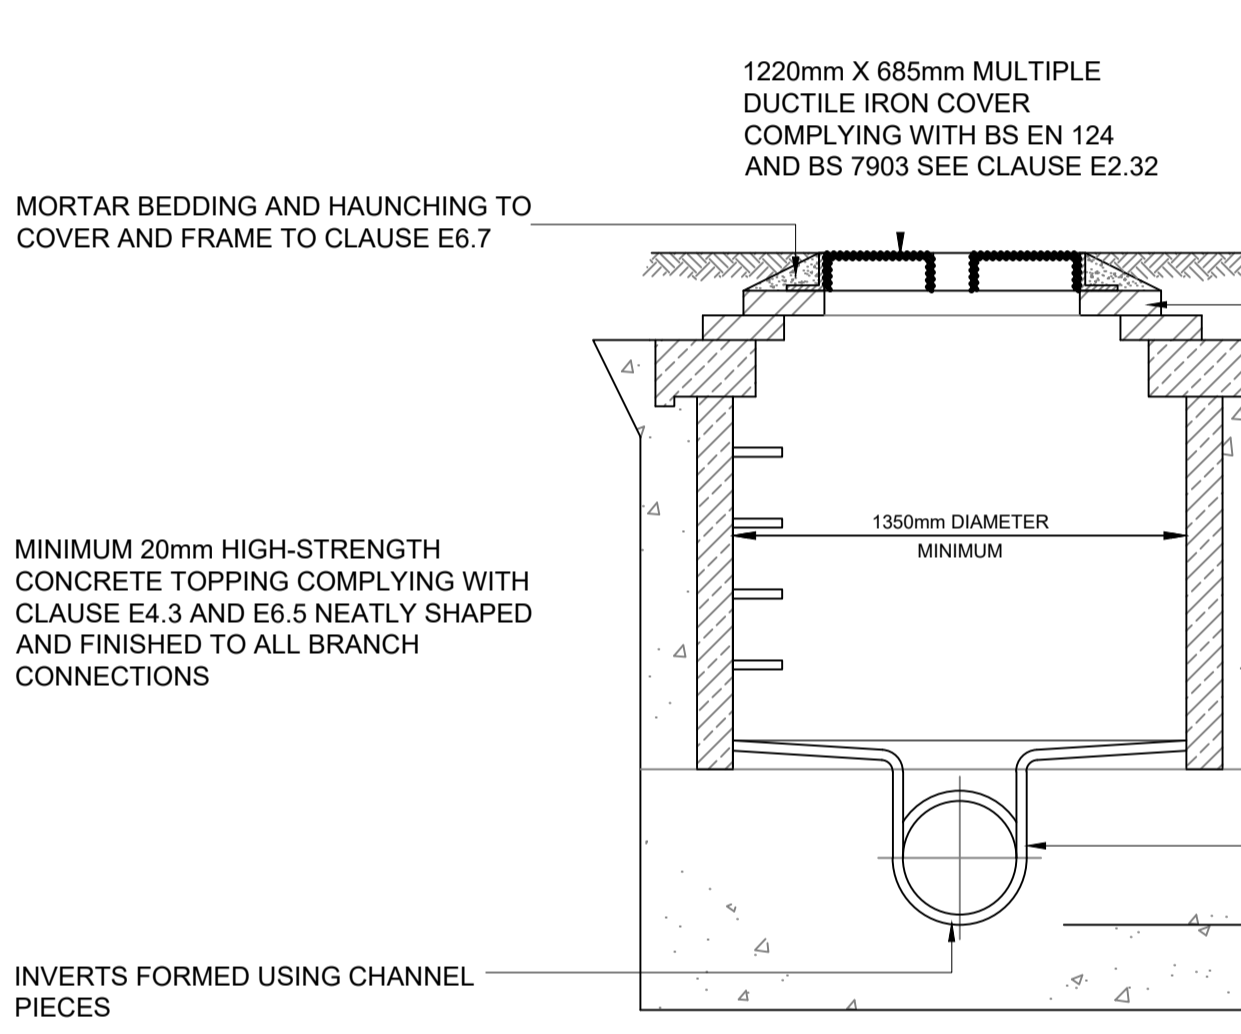 1220mm X 685mm MULTIPLE
DUCTILE IRON COVER
COMPLYING WITH BS EN 124
AND BS 7903 SEE CLAUSE E2.32
MORTAR BEDDING AND HAUNCHING TO
COVER AND FRAME TO CLAUSE E6.7
1350mm DIAMETER
MINIMUM
MINIMUM 20mm HIGH-STRENGTH
CONCRETE TOPPING COMPLYING WITH
CLAUSE E4.3 AND E6.5 NEATLY SHAPED
AND FINISHED TO ALL BRANCH
CONNECTIONS
INVERTS FORMED USING CHANNEL
PIECES